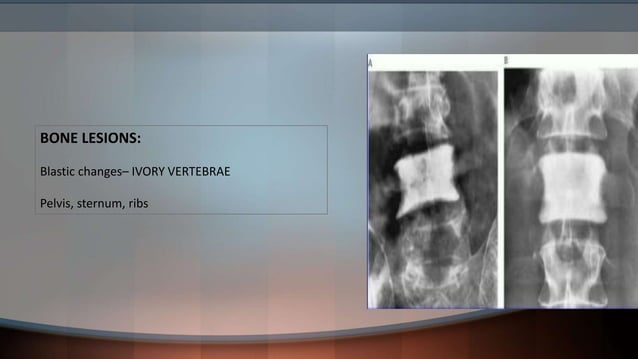 BONE LESIONS:
Blastic changes– IVORY VERTEBRAE
Pelvis, sternum, ribs
A
B